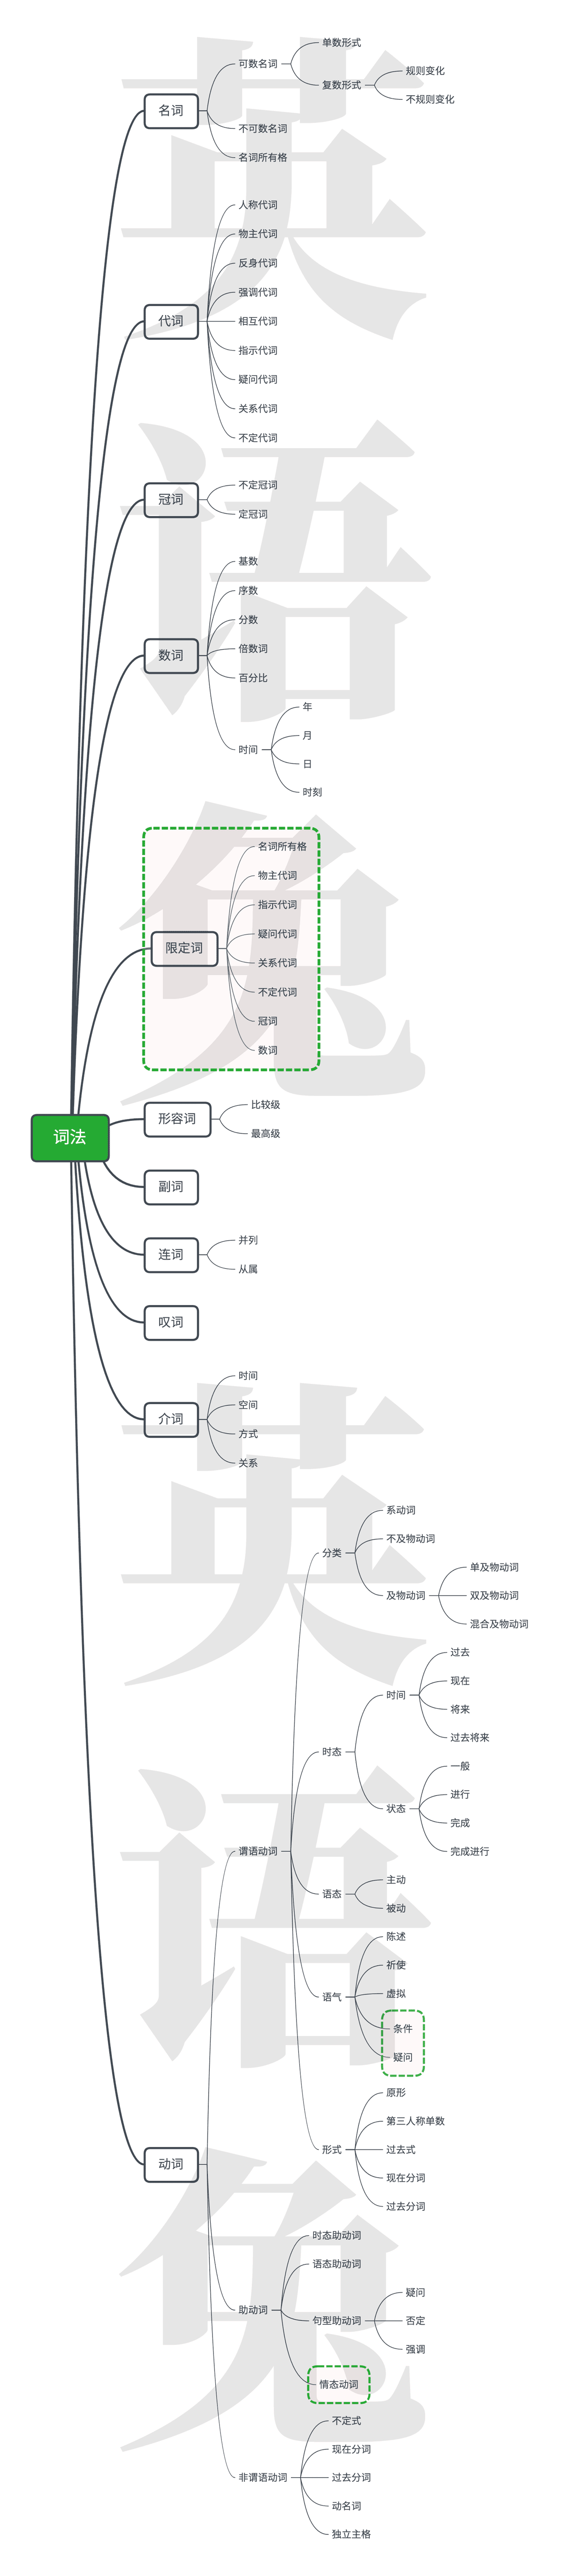 词法
名词
可数名词
单数形式
复数形式
规则变化
不规则变化
不可数名词
名词所有格
代词
人称代词
物主代词
反身代词
强调代词
相互代词
指示代词
疑问代词
关系代词
不定代词
冠词
不定冠词
定冠词
数词
基数
序数
分数
倍数词
百分比
时间
年
月
日
时刻
限定词
名词所有格
物主代词
指示代词
疑问代词
关系代词
不定代词
冠词
数词
形容词
比较级
最高级
副词
连词
并列
从属
叹词
介词
时间
空间
方式
关系
动词
谓语动词
分类
系动词
不及物动词
及物动词
单及物动词
双及物动词
混合及物动词
时态
时间
过去
现在
将来
过去将来
状态
一般
进行
完成
完成进行
语态
主动
被动
语气
陈述
祈使
虚拟
条件
疑问
形式
原形
第三人称单数
过去式
现在分词
过去分词
助动词
时态助动词
语态助动词
句型助动词
疑问
否定
强调
情态动词
非谓语动词
不定式
现在分词
过去分词
动名词
独立主格
英语兔
英语兔